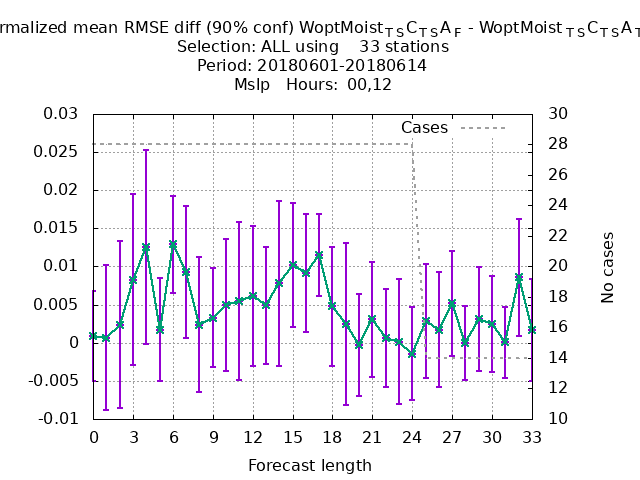 rmalized mean RMSE diff (90% conf) WoptMoist_TS C_TS A_F - WoptMoist_TS C_TS A_T
Selection: ALL using 33 stations
Period: 20180601-20180614
Mslp Hours: 00,12
Cases
0.03
0.025
0.02
0.015
0.01
0.005
0
-0.005
-0.01
30
28
26
24
22
20
18
16
14
12
10
No cases
0 3 6 9 12 15 18 21 24 27 30 33
Forecast length